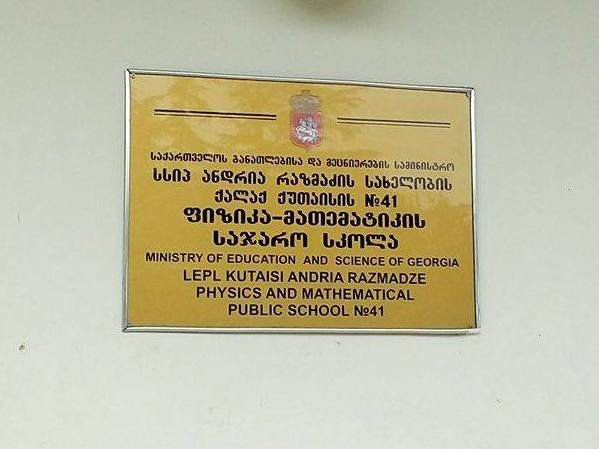 საქართველოს განათლებისა და მეცნიერების სამინისტრო
სსიპ ანდრია რაზმაძის სახელობის
ქალაქ ქუთაისის №41
ფიზიკა-მათემატიკის
საჯარო სკოლა
MINISTRY OF EDUCATION AND SCIENCE OF GEORGIA
LEPL KUTAISI ANDRIA RAZMADZE
PHYSICS AND MATHEMATICAL
PUBLIC SCHOOL №41